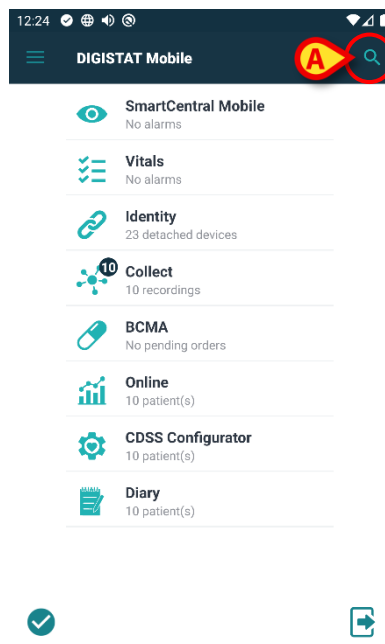 12:24
DIGISTAT Mobile
A
SmartCentral Mobile
No alarms
Vitals
No alarms
Identity
23 detached devices
10
Collect
10 recordings
BCMA
No pending orders
Online
10 patient(s)
CDSS Configurator
10 patient(s)
Diary
10 patient(s)